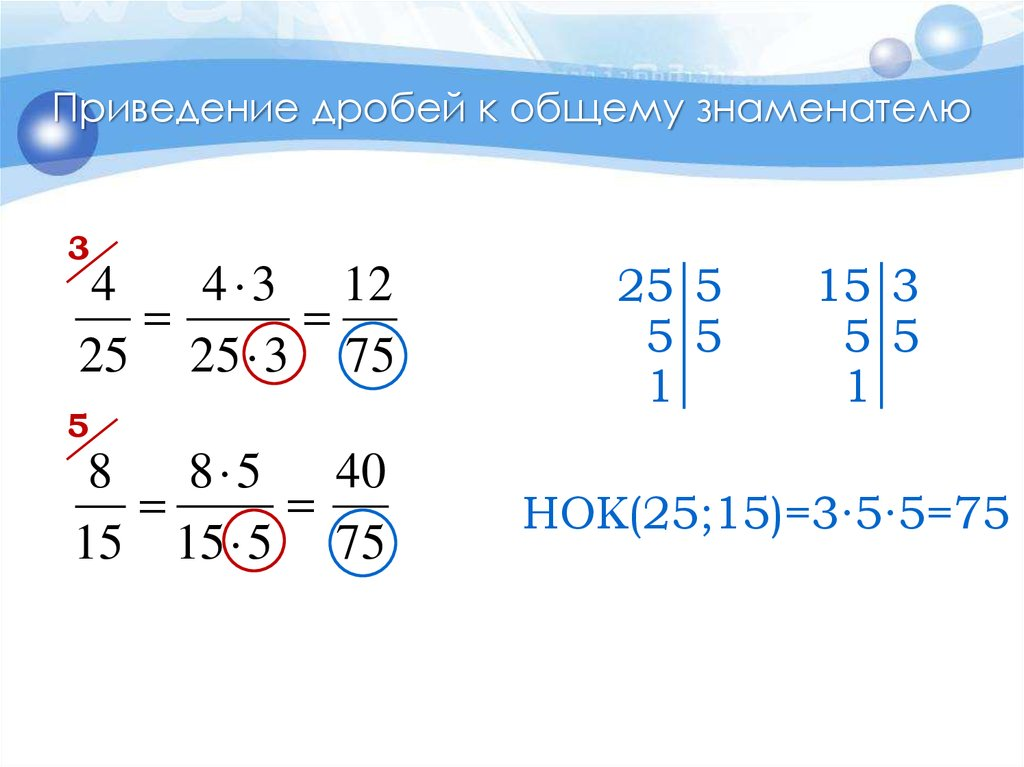 Приведение дробей к общему знаменателю
3
4/25 = 4·3/25·3 = 12/75
5
8/15 = 8·5/15·5 = 40/75
25 | 5
5 | 5
1 |
15 | 3
5 | 5
1 |
НОК(25;15)=3·5·5=75